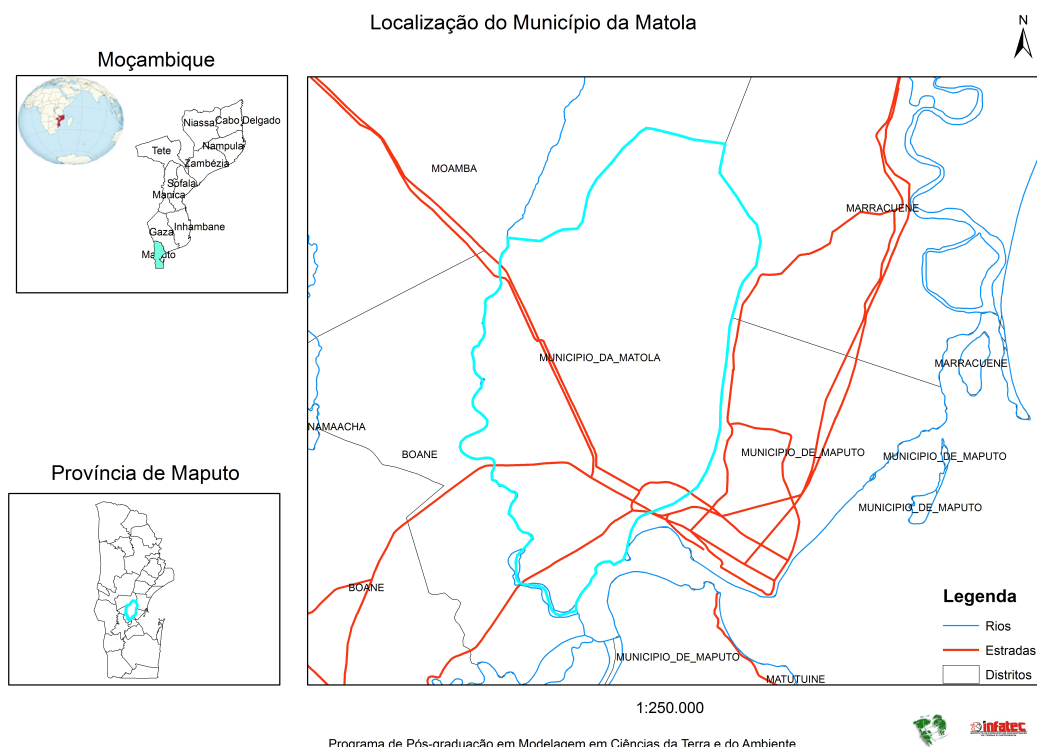 Localização do Município da Matola
N
Moçambique
Niassa
Cabo Delgado
Nampula
Tete
Zambézia
Sofala
Manica
Gaza
Inhambane
Maputo
MOAMBA
MARRACUENE
MUNICIPIO_DA_MATOLA
MARRACUENE
NAMAACHA
BOANE
MUNICIPIO_DE_MAPUTO
MUNICIPIO_DE_MAPUTO
MUNICIPIO_DE_MAPUTO
BOANE
MUNICIPIO_DE_MAPUTO
MATUTUINE
Província de Maputo
Legenda
Rios
Estradas
Distritos
1:250.000
infatec
Programa de Pós-graduação em Modelagem em Ciências da Terra e do Ambiente